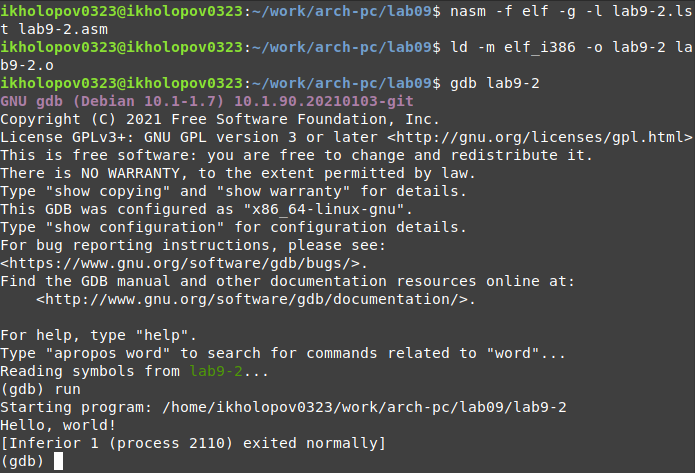 ikholopov0323@ikholopov0323:~/work/arch-pc/lab09$ nasm -f elf -g -l lab9-2.ls
t lab9-2.asm
ikholopov0323@ikholopov0323:~/work/arch-pc/lab09$ ld -m elf_i386 -o lab9-2 la
b9-2.o
ikholopov0323@ikholopov0323:~/work/arch-pc/lab09$ gdb lab9-2
GNU gdb (Debian 10.1-1.7) 10.1.90.20210103-git
Copyright (C) 2021 Free Software Foundation, Inc.
License GPLv3+: GNU GPL version 3 or later <http://gnu.org/licenses/gpl.html>
This is free software: you are free to change and redistribute it.
There is NO WARRANTY, to the extent permitted by law.
Type "show copying" and "show warranty" for details.
This GDB was configured as "x86_64-linux-gnu".
Type "show configuration" for configuration details.
For bug reporting instructions, please see:
<https://www.gnu.org/software/gdb/bugs/>.
Find the GDB manual and other documentation resources online at:
    <http://www.gnu.org/software/gdb/documentation/>.

For help, type "help".
Type "apropos word" to search for commands related to "word"...
Reading symbols from lab9-2...
(gdb) run
Starting program: /home/ikholopov0323/work/arch-pc/lab09/lab9-2
Hello, world!
[Inferior 1 (process 2110) exited normally]
(gdb)